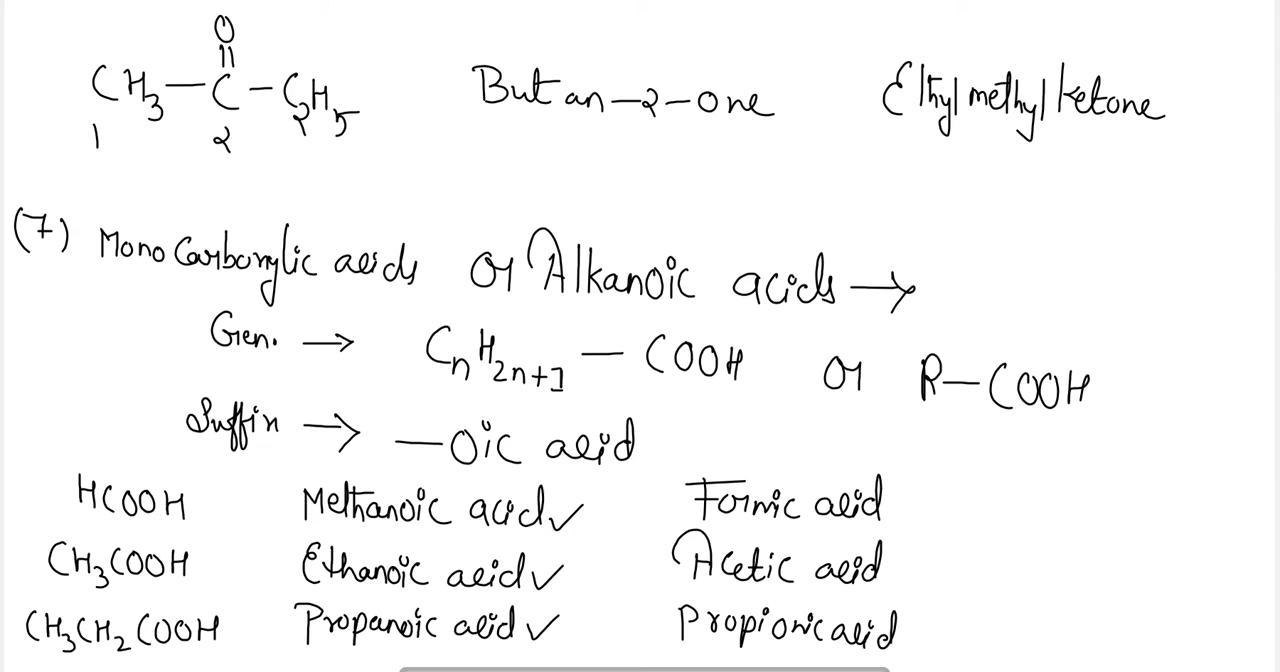 O
||
CH₃—C—C₂H₅ Butan—2—one Ethyl methyl ketone
1 2
(7) Mono Carboxylic acids Or Alkanoic acids →
Gen. → CₙH₂ₙ₊₁ — COOH Or R—COOH
Suffix → —Oic acid
HCOOH Methanoic acid ✓ Formic acid
CH₃COOH Ethanoic acid ✓ Acetic acid
CH₃CH₂COOH Propanoic acid ✓ Propionic acid